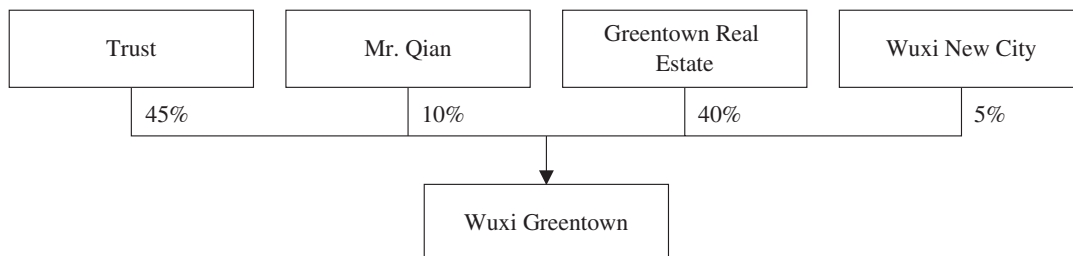 Trust
Mr. Qian
Greentown Real
Estate
Wuxi New City
45%
10%
40%
5%
Wuxi Greentown